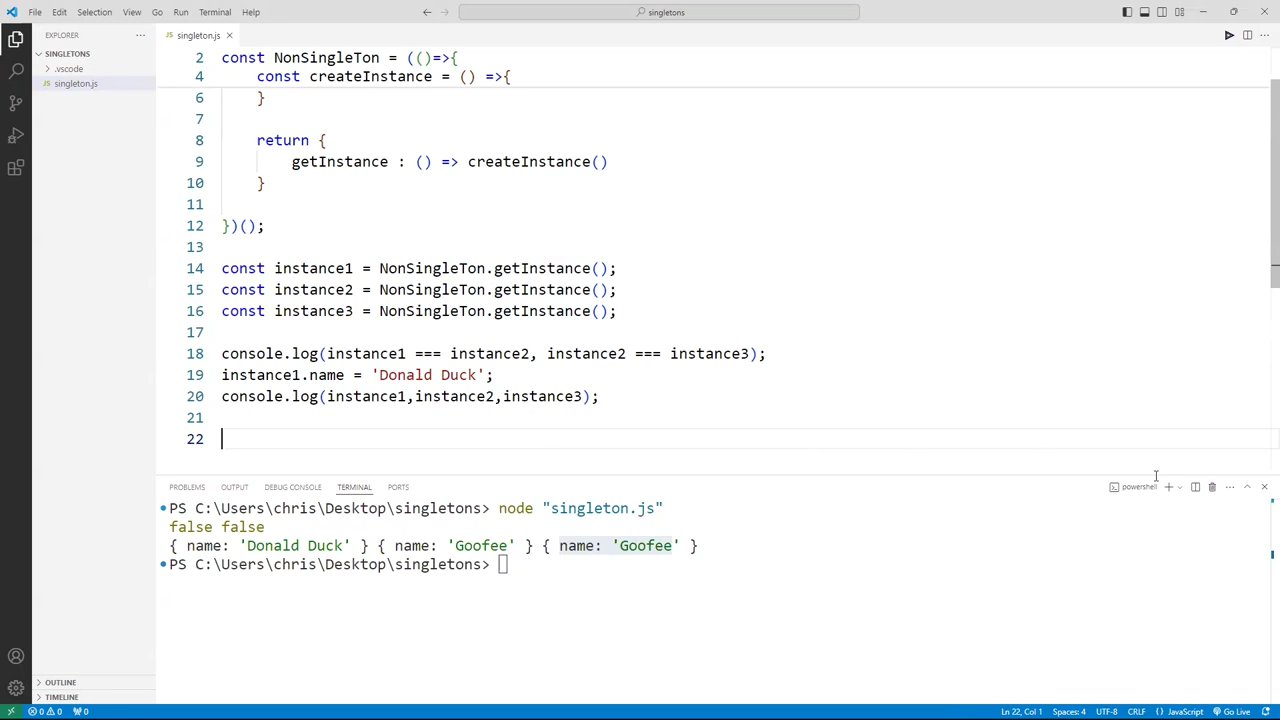 File Edit Selection View Go Run Terminal Help singletons
EXPLORER
singleton.js
SINGLETONS
.vscode
singleton.js
2 const NonSingleTon = (()=>{
4 const createInstance = () =>{
6 }
7
8 return {
9 getInstance : () => createInstance()
10 }
11
12 })();
13
14 const instance1 = NonSingleTon.getInstance();
15 const instance2 = NonSingleTon.getInstance();
16 const instance3 = NonSingleTon.getInstance();
17
18 console.log(instance1 === instance2, instance2 === instance3);
19 instance1.name = 'Donald Duck';
20 console.log(instance1,instance2,instance3);
21
22
PROBLEMS OUTPUT DEBUG CONSOLE TERMINAL PORTS powershell
PS C:\Users\chris\Desktop\singletons> node "singleton.js"
false false
{ name: 'Donald Duck' } { name: 'Goofee' } { name: 'Goofee' }
PS C:\Users\chris\Desktop\singletons>
OUTLINE
TIMELINE
0 0 0 Ln 22, Col 1 Spaces: 4 UTF-8 CRLF {} JavaScript Go Live